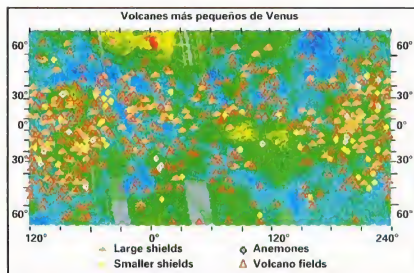 Volcanes más pequeños de Venus
60° 60°
30° 30°
0° 0°
30° 30°
60° 60°
120° 0° 120° 240°
Large shields Anemones
Smaller shields Volcano fields